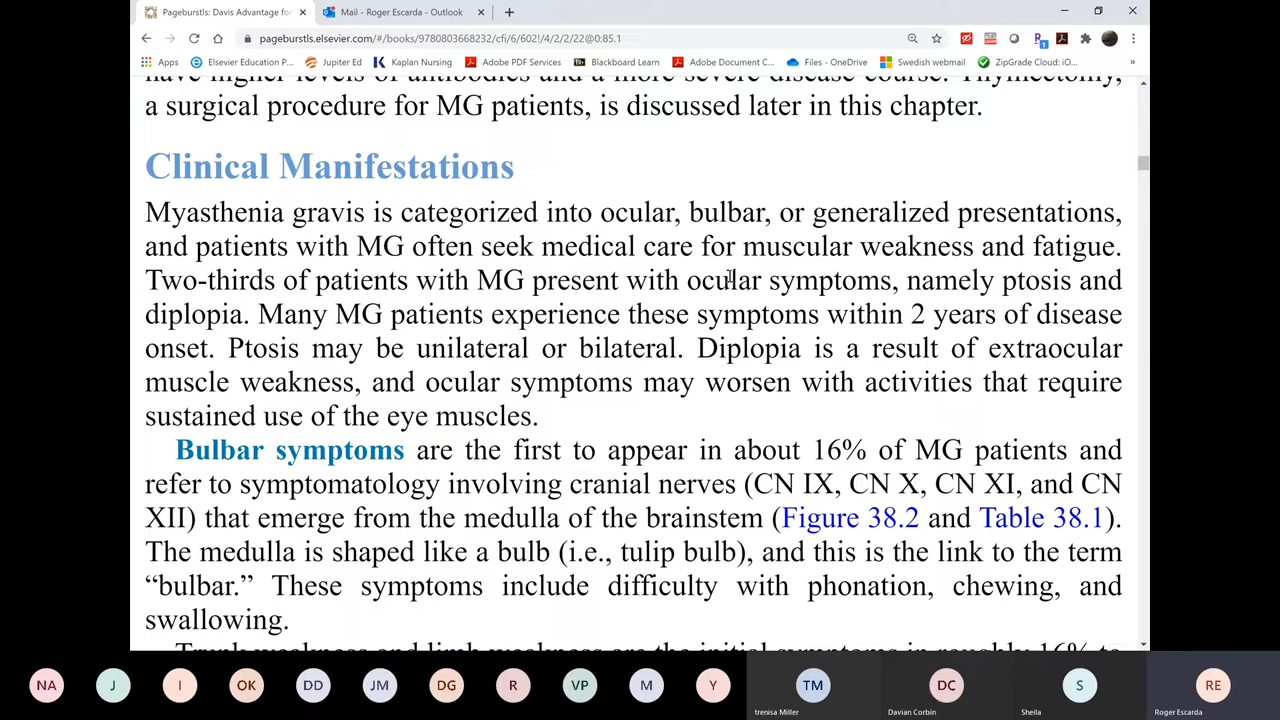 Pageburstls: Davis Advantage for
Mail - Roger Escarda - Outlook
pageburstls.elsevier.com/#/books/9780803668232/cfi/6/602!/4/2/2/22@0:85.1
Apps
Elsevier Education P...
Jupiter Ed
Kaplan Nursing
Adobe PDF Services
Blackboard Learn
Adobe Document C...
Files - OneDrive
Swedish webmail
ZipGrade Cloud: iO...
»
have higher levels of antibodies and a more severe disease course. Thymectomy,
a surgical procedure for MG patients, is discussed later in this chapter.
Clinical Manifestations
Myasthenia gravis is categorized into ocular, bulbar, or generalized presentations,
and patients with MG often seek medical care for muscular weakness and fatigue.
Two-thirds of patients with MG present with ocular symptoms, namely ptosis and
diplopia. Many MG patients experience these symptoms within 2 years of disease
onset. Ptosis may be unilateral or bilateral. Diplopia is a result of extraocular
muscle weakness, and ocular symptoms may worsen with activities that require
sustained use of the eye muscles.
Bulbar symptoms are the first to appear in about 16% of MG patients and
refer to symptomatology involving cranial nerves (CN IX, CN X, CN XI, and CN
XII) that emerge from the medulla of the brainstem (Figure 38.2 and Table 38.1).
The medulla is shaped like a bulb (i.e., tulip bulb), and this is the link to the term
“bulbar.” These symptoms include difficulty with phonation, chewing, and
swallowing.
Trunk weakness and limb weakness are the initial symptoms in roughly 16% to
NA
J
I
OK
DD
JM
DG
R
VP
M
Y
TM
DC
S
RE
trenisa Miller
Davian Corbin
Sheila
Roger Escarda